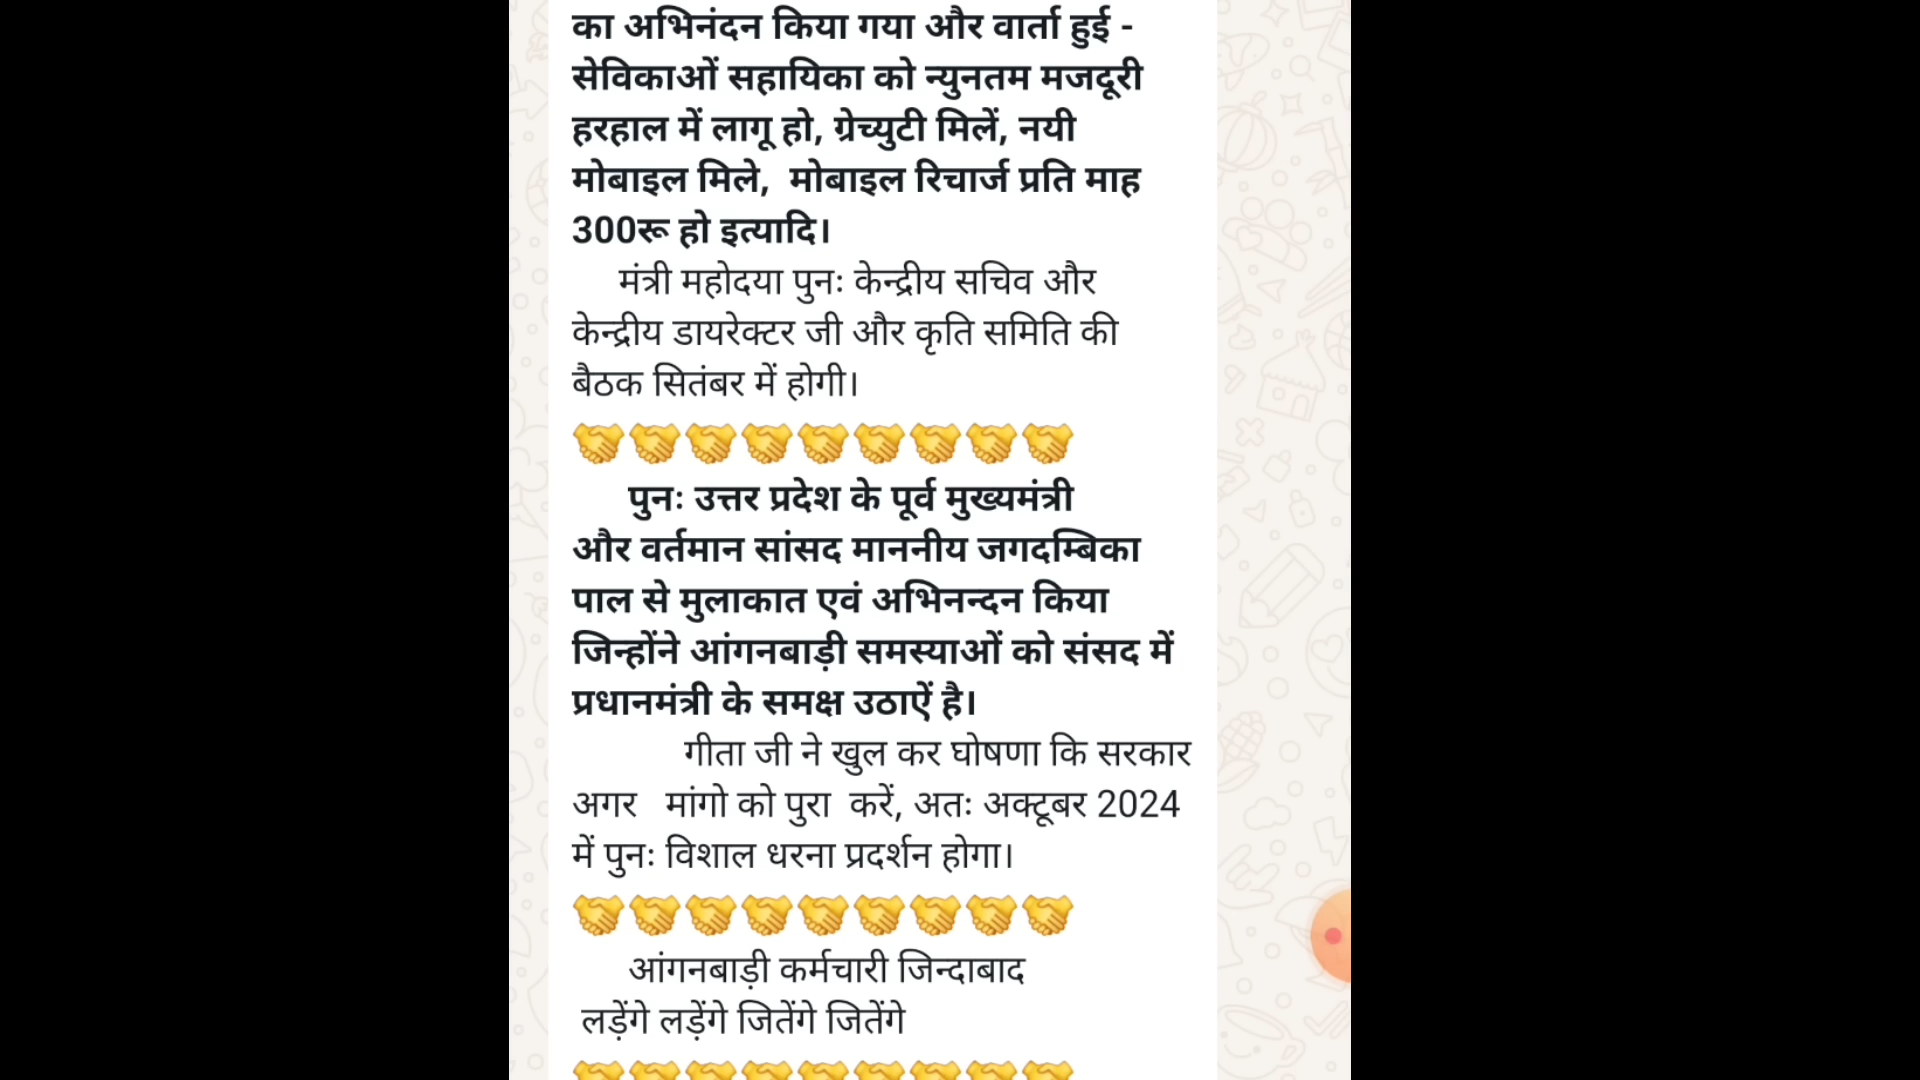 का अभिनंदन किया गया और वार्ता हुई -
सेविकाओं सहायिका को न्युनतम मजदूरी
हरहाल में लागू हो, ग्रेच्युटी मिलें, नयी
मोबाइल मिले, मोबाइल रिचार्ज प्रति माह
300रू हो इत्यादि।
मंत्री महोदया पुनः केन्द्रीय सचिव और
केन्द्रीय डायरेक्टर जी और कृति समिति की
बैठक सितंबर में होगी।
🤝🤝🤝🤝🤝🤝🤝🤝🤝
पुनः उत्तर प्रदेश के पूर्व मुख्यमंत्री
और वर्तमान सांसद माननीय जगदम्बिका
पाल से मुलाकात एवं अभिनन्दन किया
जिन्होंने आंगनबाड़ी समस्याओं को संसद में
प्रधानमंत्री के समक्ष उठाऐं है।
गीता जी ने खुल कर घोषणा कि सरकार
अगर मांगो को पुरा करें, अतः अक्टूबर 2024
में पुनः विशाल धरना प्रदर्शन होगा।
🤝🤝🤝🤝🤝🤝🤝🤝🤝
आंगनबाड़ी कर्मचारी जिन्दाबाद
लड़ेंगे लड़ेंगे जितेंगे जितेंगे
🤝🤝🤝🤝🤝🤝🤝🤝🤝